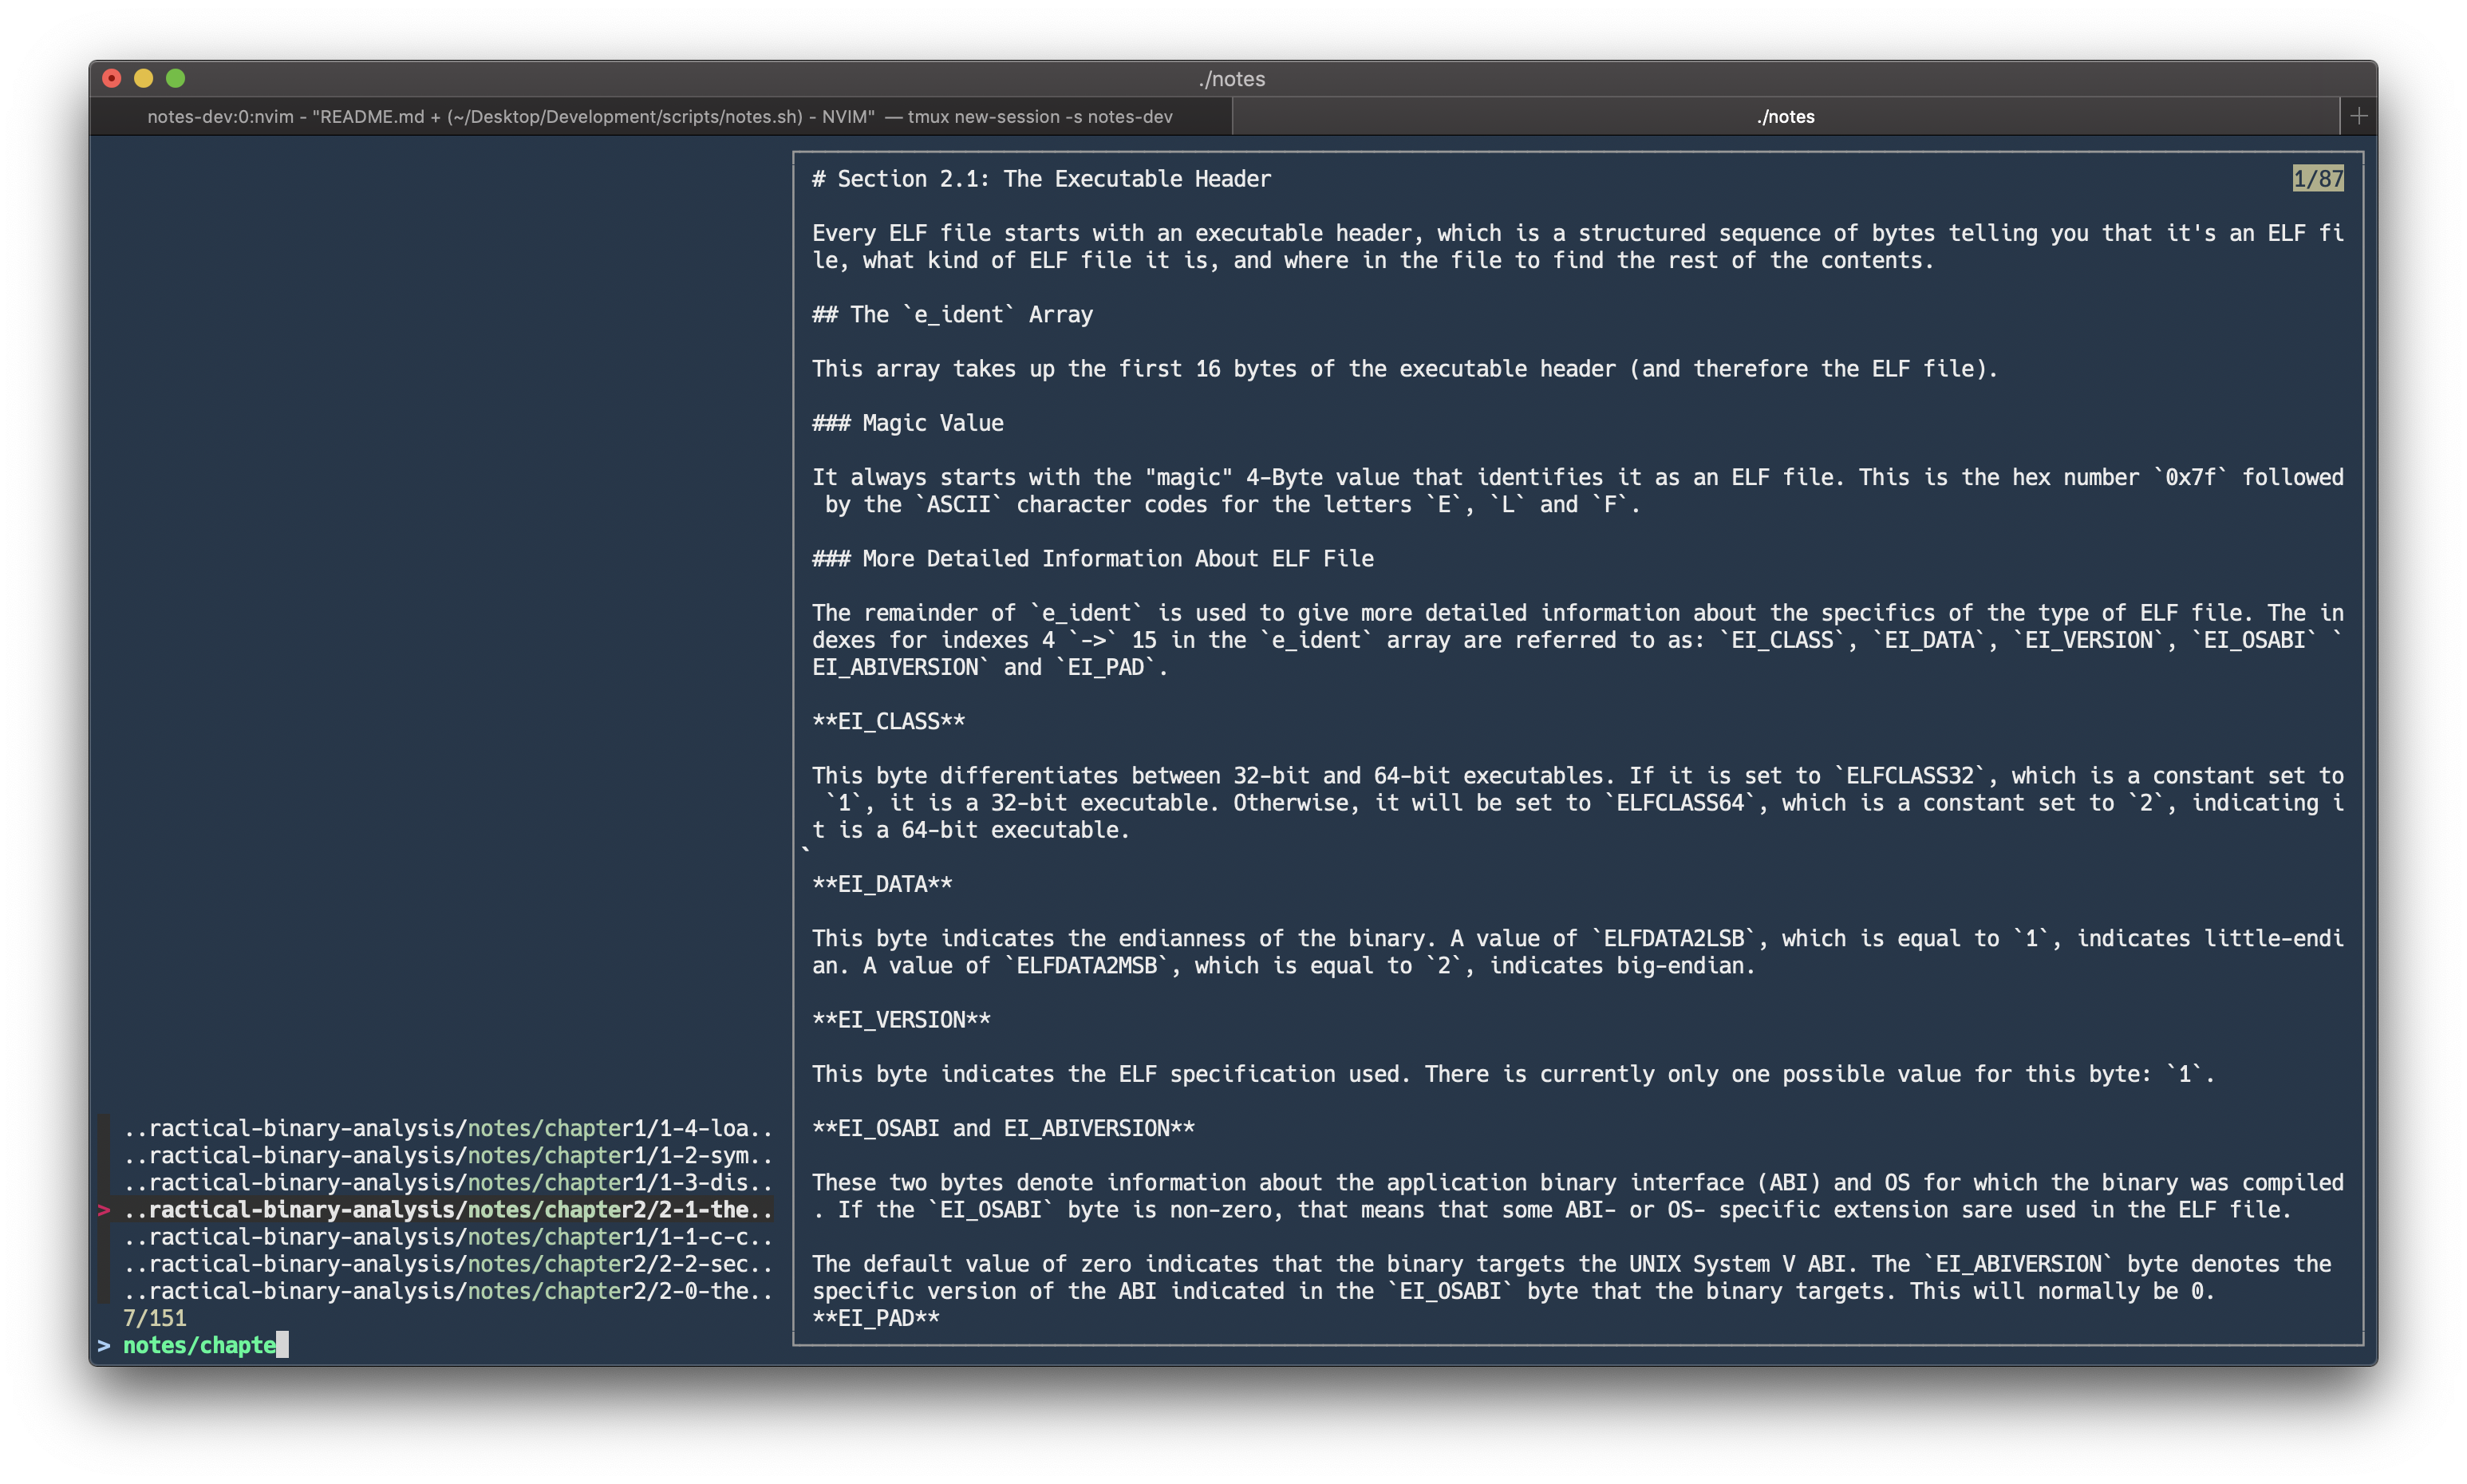 ./notes
notes-dev:0:nvim - "README.md + (~/Desktop/Development/scripts/notes.sh) - NVIM" — tmux new-session -s notes-dev
./notes
+
# Section 2.1: The Executable Header
1/87
Every ELF file starts with an executable header, which is a structured sequence of bytes telling you that it's an ELF fi
le, what kind of ELF file it is, and where in the file to find the rest of the contents.
## The `e_ident` Array
This array takes up the first 16 bytes of the executable header (and therefore the ELF file).
### Magic Value
It always starts with the "magic" 4-Byte value that identifies it as an ELF file. This is the hex number `0x7f` followed
by the `ASCII` character codes for the letters `E`, `L` and `F`.
### More Detailed Information About ELF File
The remainder of `e_ident` is used to give more detailed information about the specifics of the type of ELF file. The in
dexes for indexes 4 `->` 15 in the `e_ident` array are referred to as: `EI_CLASS`, `EI_DATA`, `EI_VERSION`, `EI_OSABI` `
EI_ABIVERSION` and `EI_PAD`.
**EI_CLASS**
This byte differentiates between 32-bit and 64-bit executables. If it is set to `ELFCLASS32`, which is a constant set to
`1`, it is a 32-bit executable. Otherwise, it will be set to `ELFCLASS64`, which is a constant set to `2`, indicating i
t is a 64-bit executable.
`
**EI_DATA**
This byte indicates the endianness of the binary. A value of `ELFDATA2LSB`, which is equal to `1`, indicates little-endi
an. A value of `ELFDATA2MSB`, which is equal to `2`, indicates big-endian.
**EI_VERSION**
This byte indicates the ELF specification used. There is currently only one possible value for this byte: `1`.
**EI_OSABI and EI_ABIVERSION**
These two bytes denote information about the application binary interface (ABI) and OS for which the binary was compiled
. If the `EI_OSABI` byte is non-zero, that means that some ABI- or OS- specific extension sare used in the ELF file.
The default value of zero indicates that the binary targets the UNIX System V ABI. The `EI_ABIVERSION` byte denotes the
specific version of the ABI indicated in the `EI_OSABI` byte that the binary targets. This will normally be 0.
**EI_PAD**
..ractical-binary-analysis/notes/chapter1/1-4-loa..
..ractical-binary-analysis/notes/chapter1/1-2-sym..
..ractical-binary-analysis/notes/chapter1/1-3-dis..
> ..ractical-binary-analysis/notes/chapter2/2-1-the..
..ractical-binary-analysis/notes/chapter1/1-1-c-c..
..ractical-binary-analysis/notes/chapter2/2-2-sec..
..ractical-binary-analysis/notes/chapter2/2-0-the..
7/151
> notes/chapte